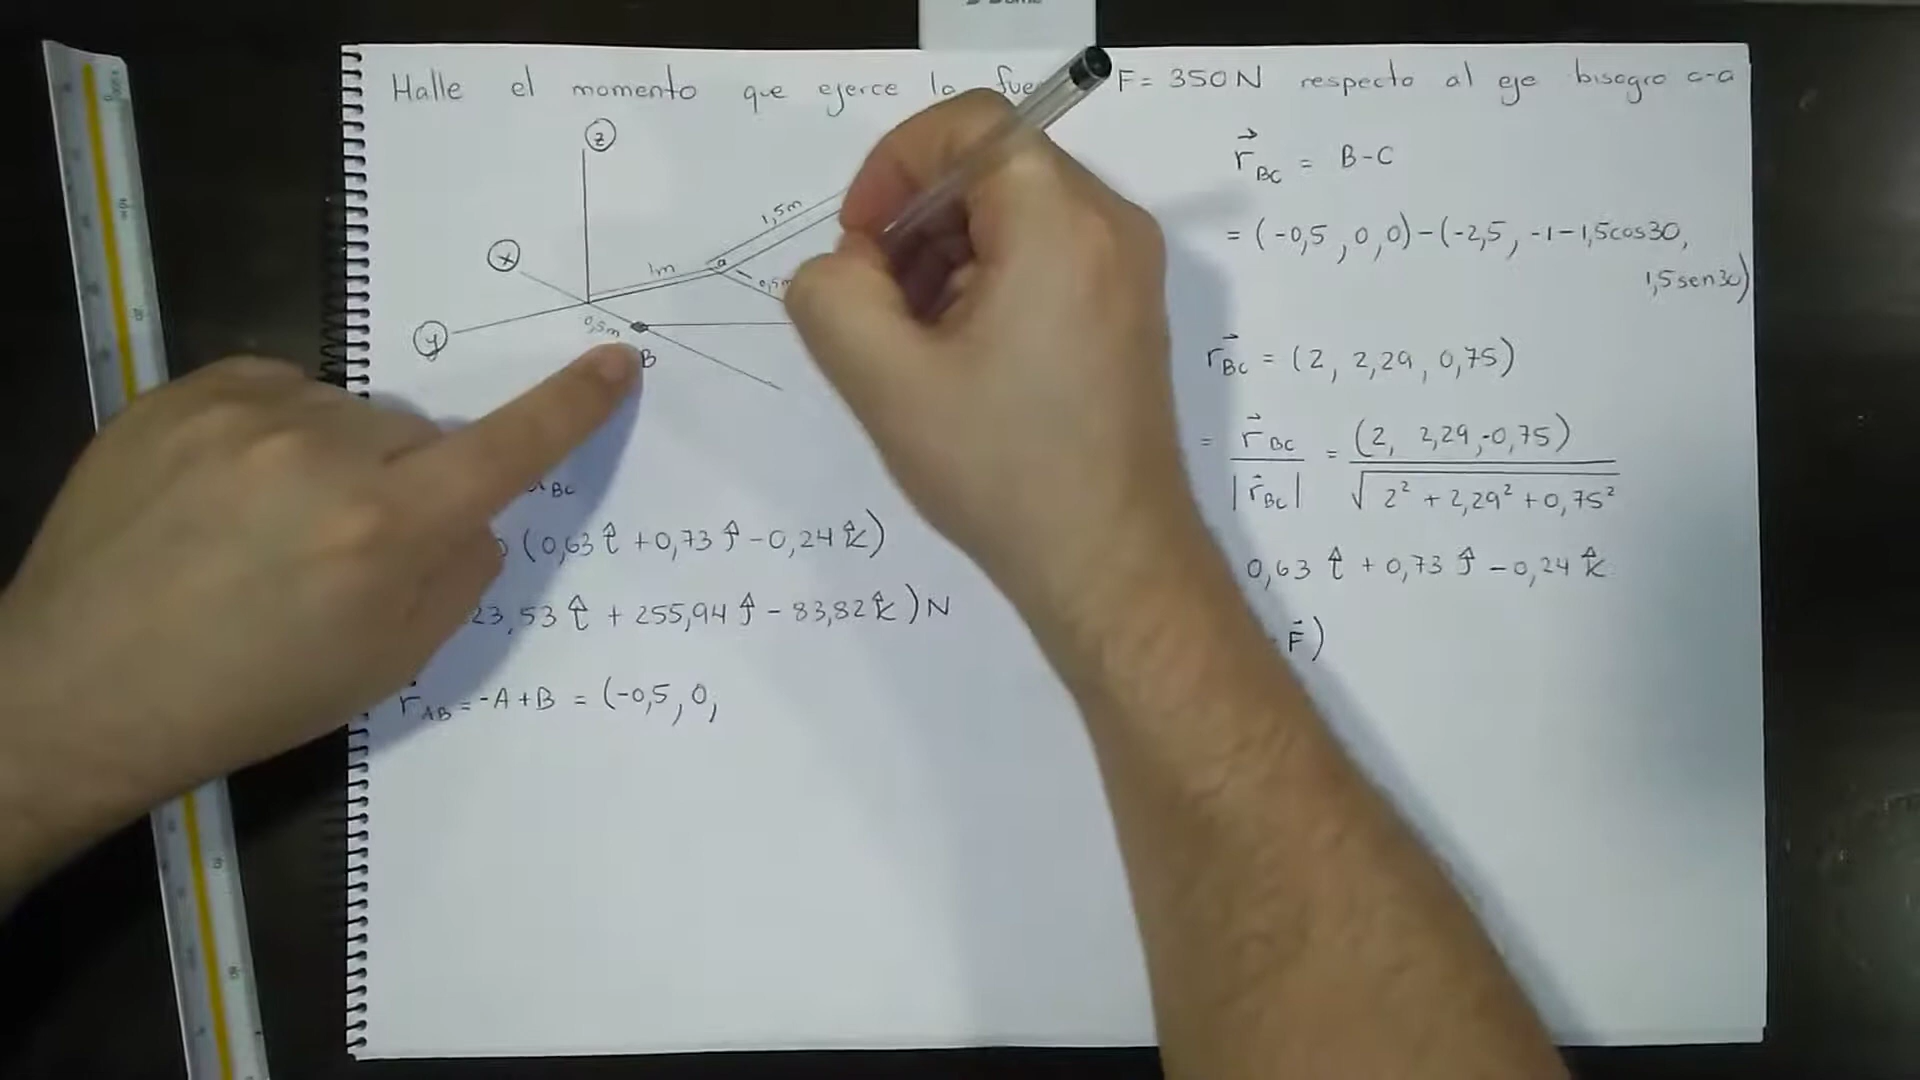 Halle el momento que ejerce la F = 350N respecto al eje bisagra a-a
z
x
y
1,5m
1m
a
0,5m
0,5m
B
r⃗BC = B-C
= (-0,5 , 0, 0) - (-2,5 , -1 - 1,5cos30,
1,5sen30)
r⃗BC = (2, 2,29, 0,75)
= r⃗BC / |r⃗BC| = (2, 2,29, -0,75) / √2² + 2,29² + 0,75²
0,63 î + 0,73 ĵ - 0,24 k̂
F⃗)
BC
(0,63 î + 0,73 ĵ - 0,24 k̂)
23,53 î + 255,94 ĵ - 83,82 k̂) N
r⃗AB = -A + B = (-0,5, 0,